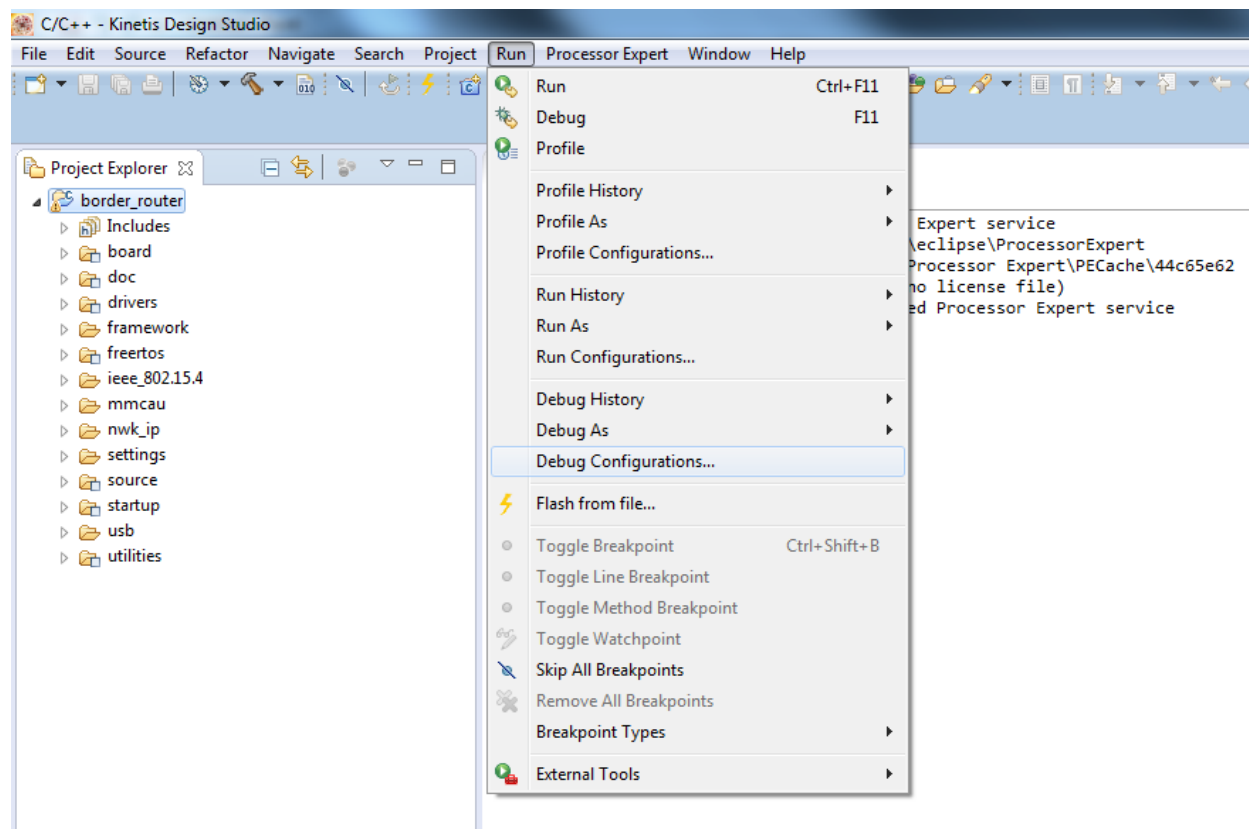 C/C++ - Kinetis Design Studio
File Edit Source Refactor Navigate Search Project Run Processor Expert Window Help
Project Explorer
border_router
Includes
board
doc
drivers
framework
freertos
ieee_802.15.4
mmcau
nwk_ip
settings
source
startup
usb
utilities
Run Ctrl+F11
Debug F11
Profile
Profile History
Profile As
Profile Configurations...
Run History
Run As
Run Configurations...
Debug History
Debug As
Debug Configurations...
Flash from file...
Toggle Breakpoint Ctrl+Shift+B
Toggle Line Breakpoint
Toggle Method Breakpoint
Toggle Watchpoint
Skip All Breakpoints
Remove All Breakpoints
Breakpoint Types
External Tools
Expert service
\eclipse\ProcessorExpert
Processor Expert\PECache\44c65e62
no license file)
ed Processor Expert service